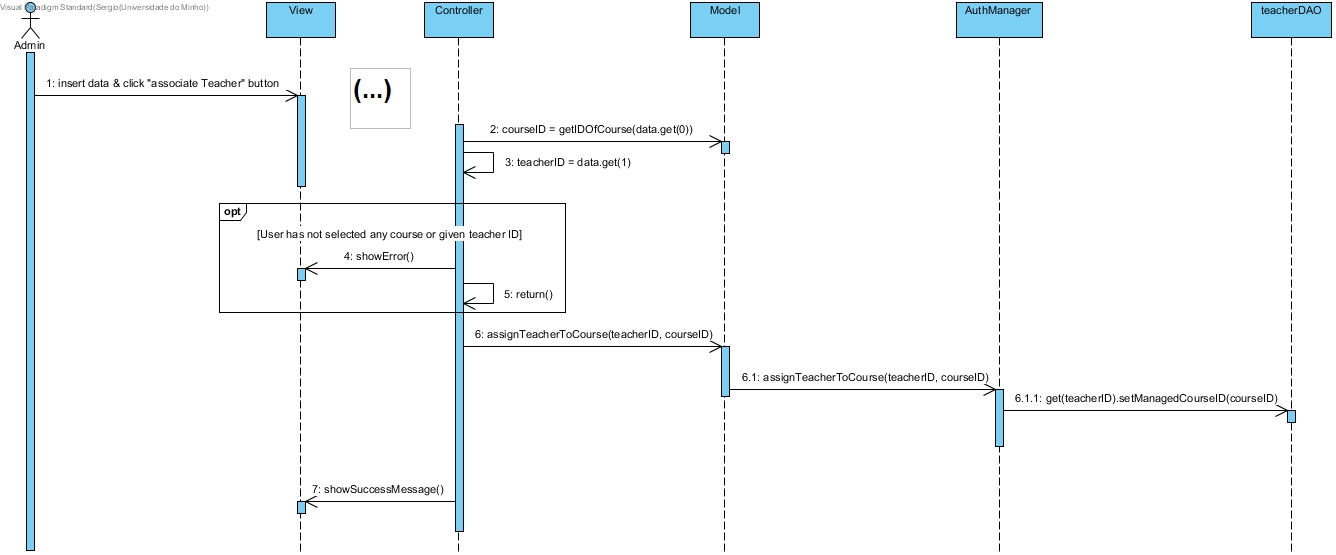 Visual Paradigm Standard(Sergio(Universidade do Minho))
View
Controller
Model
AuthManager
teacherDAO
Admin
1: insert data & click "associate Teacher" button
(...)
2: courseID = getIDOfCourse(data.get(0))
3: teacherID = data.get(1)
opt
[User has not selected any course or given teacher ID]
4: showError()
5: return()
6: assignTeacherToCourse(teacherID, courseID)
6.1: assignTeacherToCourse(teacherID, courseID)
6.1.1: get(teacherID).setManagedCourseID(courseID)
7: showSuccessMessage()